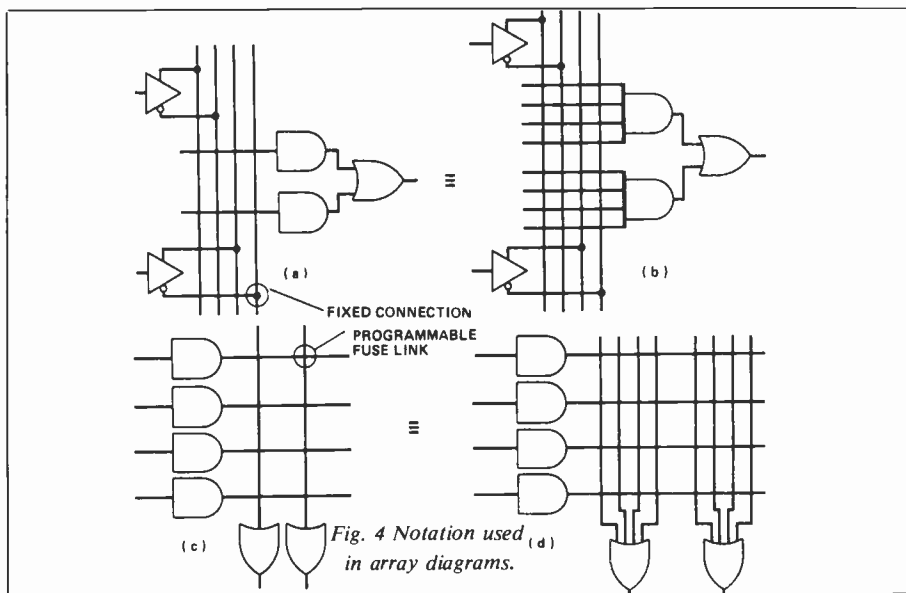 ≡
(a)
(b)
FIXED CONNECTION
PROGRAMMABLE
FUSE LINK
≡
(c)
Fig. 4 Notation used
in array diagrams.
(d)